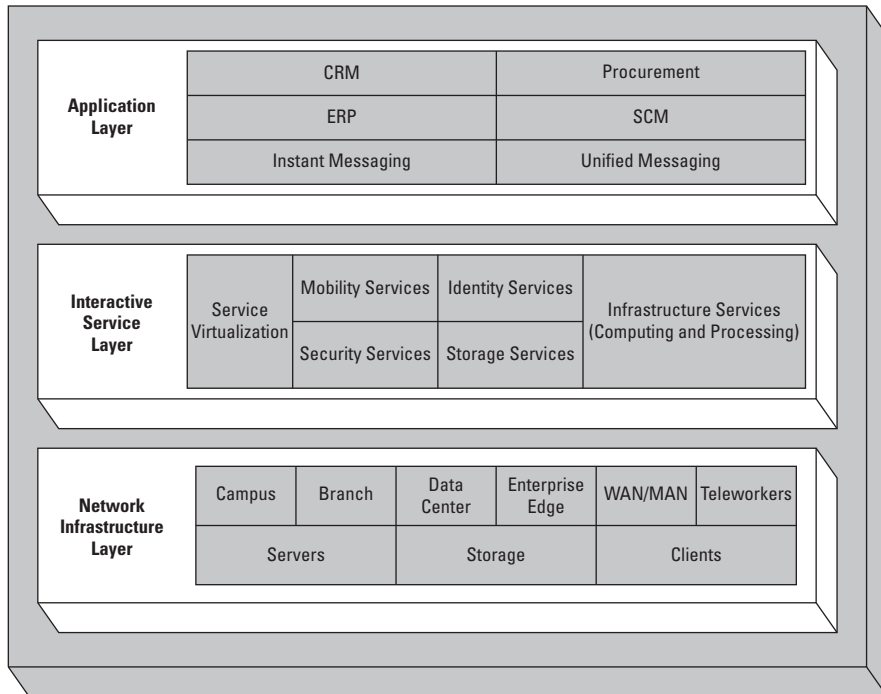 Application
Layer
CRM
Procurement
ERP
SCM
Instant Messaging
Unified Messaging
Interactive
Service
Layer
Service
Virtualization
Mobility Services
Identity Services
Security Services
Storage Services
Infrastructure Services
(Computing and Processing)
Network
Infrastructure
Layer
Campus
Branch
Data
Center
Enterprise
Edge
WAN/MAN
Teleworkers
Servers
Storage
Clients